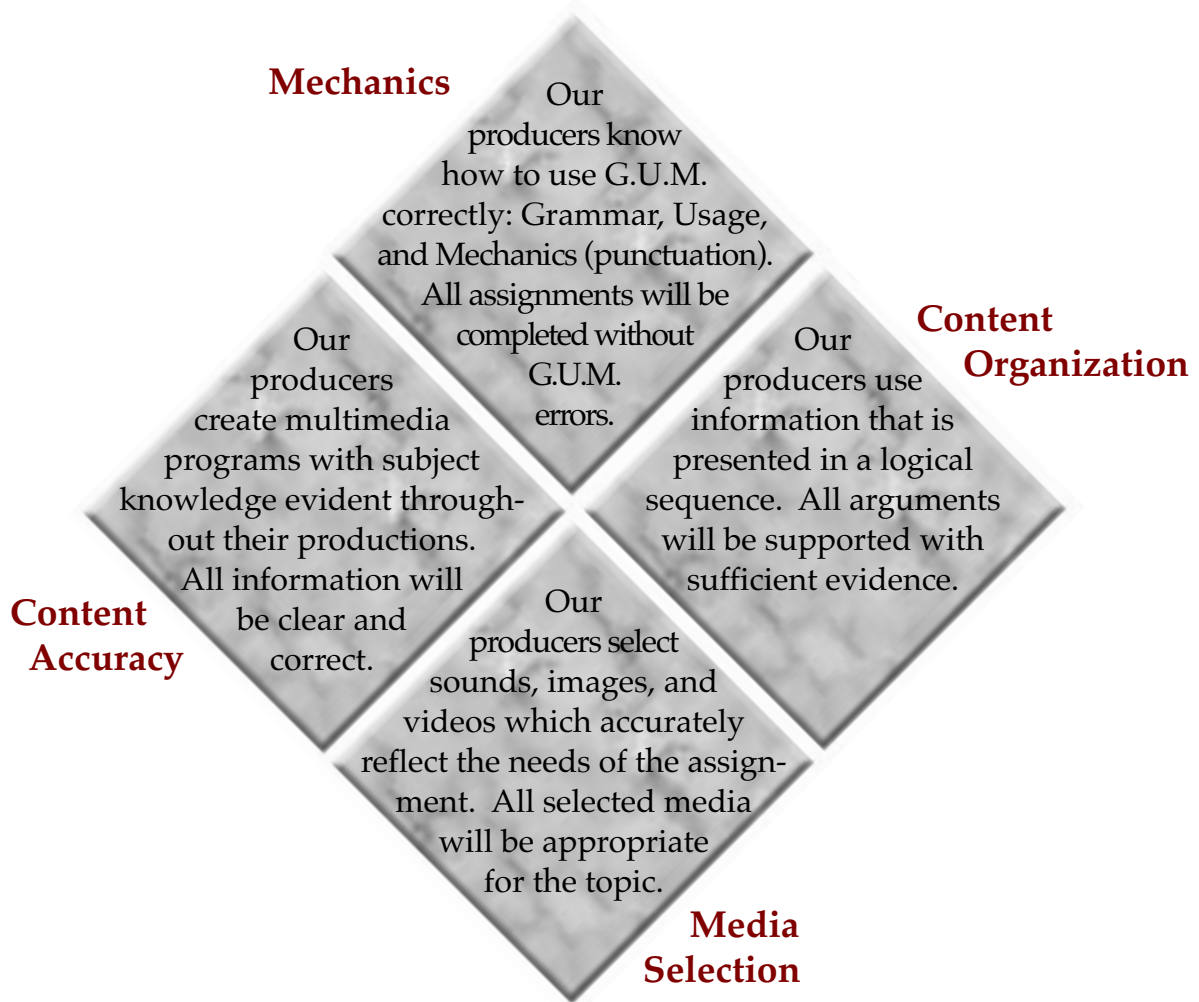 Mechanics
Our
producers know
how to use G.U.M.
correctly: Grammar, Usage,
and Mechanics (punctuation).
All assignments will be
completed without
G.U.M.
errors.
Content
Organization
Our
producers use
information that is
presented in a logical
sequence.  All arguments
will be supported with
sufficient evidence.
Content
Accuracy
Our
producers
create multimedia
programs with subject
knowledge evident through-
out their productions.
All information will
be clear and
correct.
Our
producers select
sounds, images, and
videos which accurately
reflect the needs of the assign-
ment.  All selected media
will be appropriate
for the topic.
Media
Selection